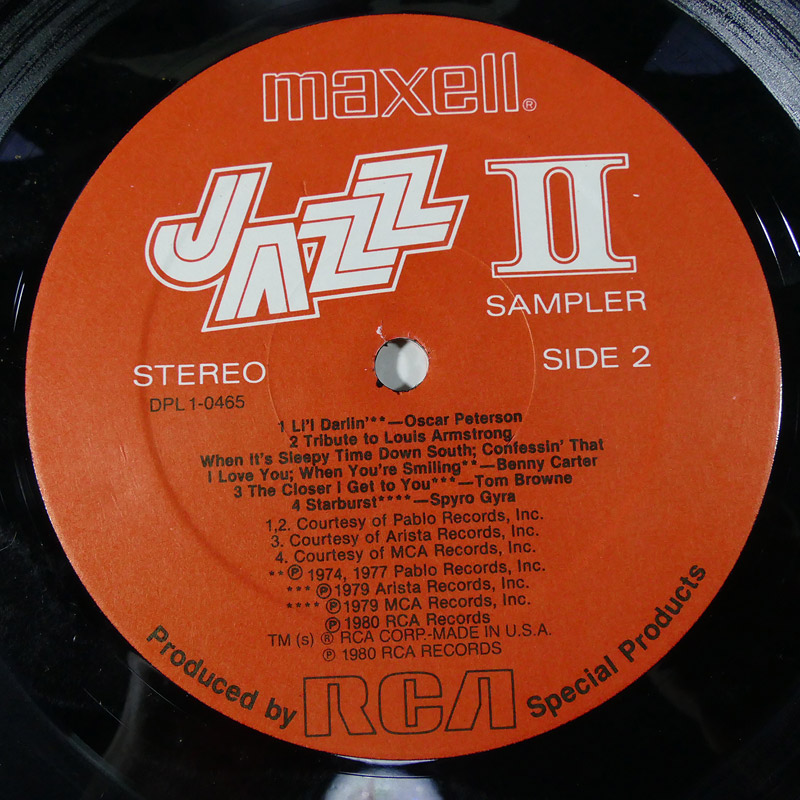 maxell®
JAZZ II
SAMPLER
STEREO
SIDE 2
DPL 1-0465
1 Li'l Darlin'**—Oscar Peterson
2 Tribute to Louis Armstrong
When It's Sleepy Time Down South; Confessin' That
I Love You; When You're Smiling**—Benny Carter
3 The Closer I Get to You***—Tom Browne
4 Starburst****—Spyro Gyra
1,2. Courtesy of Pablo Records, Inc.
3. Courtesy of Arista Records, Inc.
4. Courtesy of MCA Records, Inc.
**℗ 1974, 1977 Pablo Records, Inc.
*** ℗1979 Arista Records, Inc.
**** ℗1979 MCA Records, Inc.
℗ 1980 RCA Records
TM (s) ® RCA CORP.-MADE IN U.S.A.
℗ 1980 RCA RECORDS
Produced by RCA Special Products